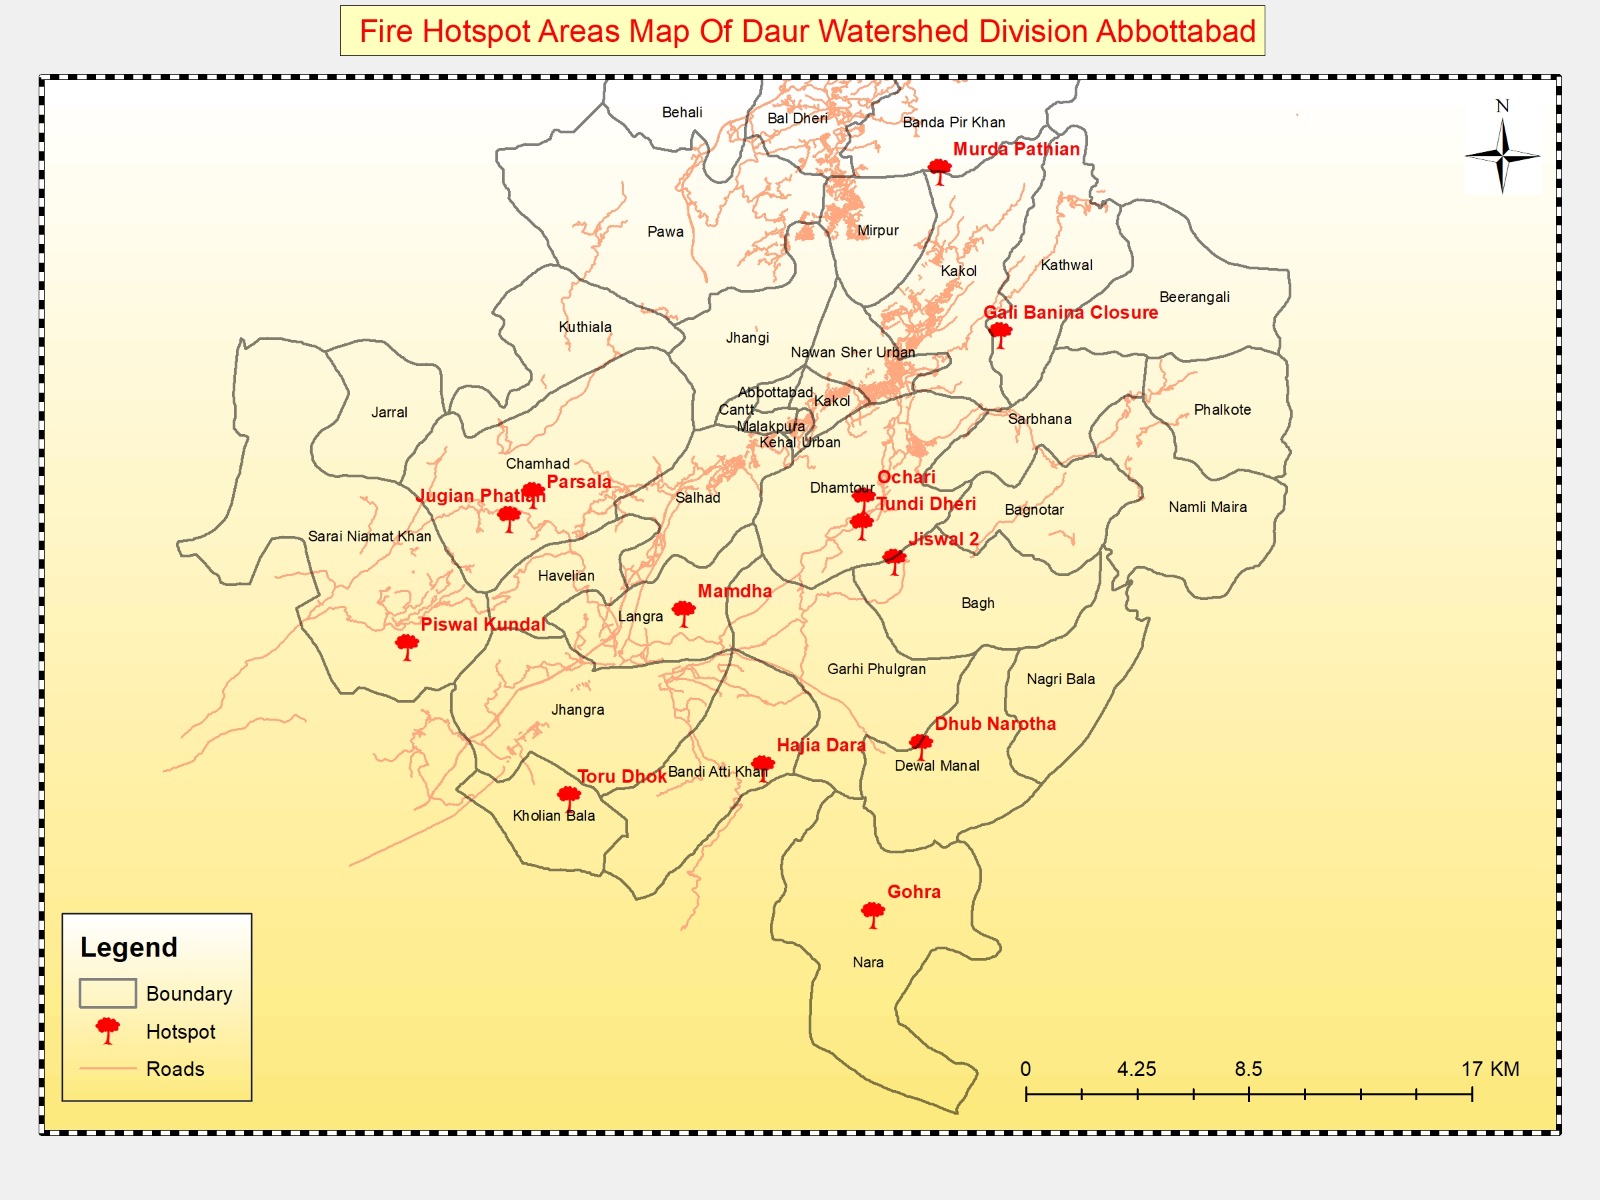 Fire Hotspot Areas Map Of Daur Watershed Division Abbottabad
N
Behali
Bal Dheri
Banda Pir Khan
Murda Pathian
Pawa
Mirpur
Kakol
Kathwal
Beerangali
Gali Banina Closure
Kuthiala
Jhangi
Nawan Sher Urban
Abbottabad
Cantt
Kakol
Malakpura
Kehal Urban
Jarral
Sarbhana
Phalkote
Chamhad
Parsala
Jugian Phatian
Salhad
Dhamtour
Ochari
Tundi Dheri
Bagnotar
Namli Maira
Sarai Niamat Khan
Jiswal 2
Havelian
Langra
Mamdha
Bagh
Piswal Kundal
Garhi Phulgran
Nagri Bala
Jhangra
Dhub Narotha
Hajia Dara
Dewal Manal
Toru Dhok
Bandi Atti Khan
Kholian Bala
Gohra
Nara
Legend
Boundary
Hotspot
Roads
0 4.25 8.5 17 KM